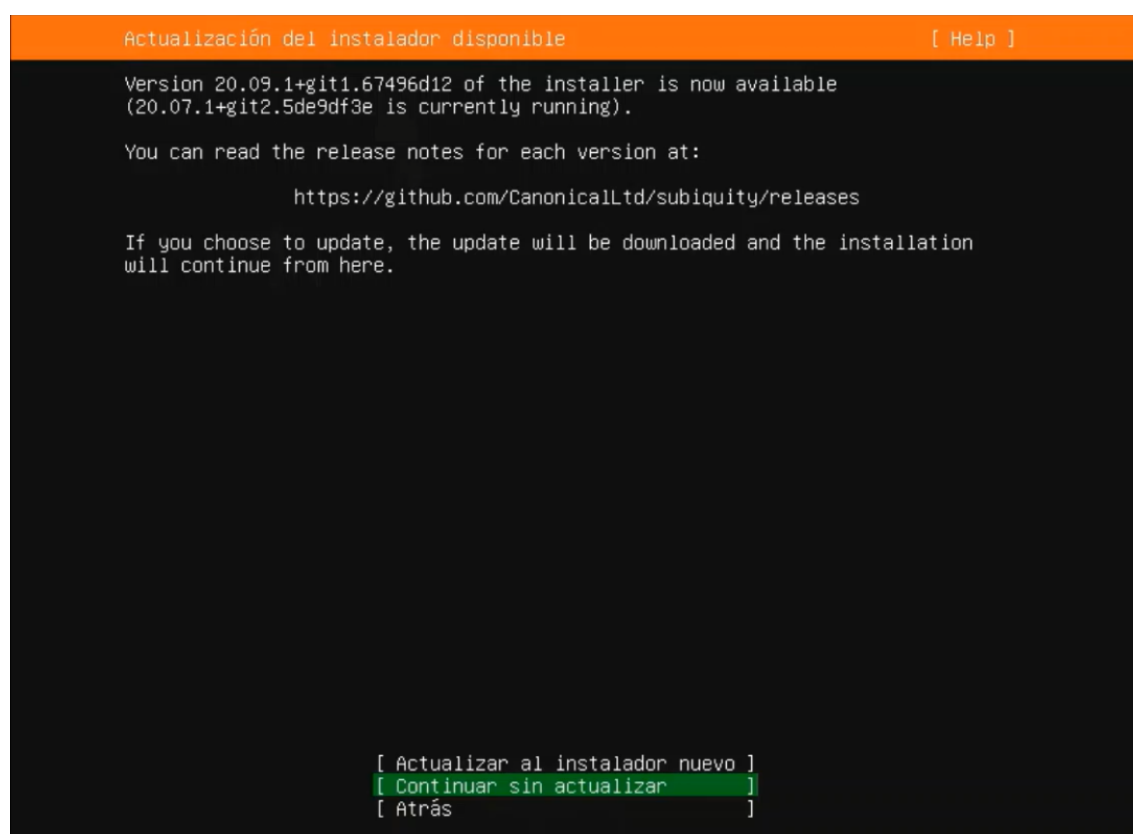 Actualización del instalador disponible [ Help ]
Version 20.09.1+git1.67496d12 of the installer is now available
(20.07.1+git2.5de9df3e is currently running).
You can read the release notes for each version at:
https://github.com/CanonicalLtd/subiquity/releases
If you choose to update, the update will be downloaded and the installation
will continue from here.
[ Actualizar al instalador nuevo ]
[ Continuar sin actualizar ]
[ Atrás ]